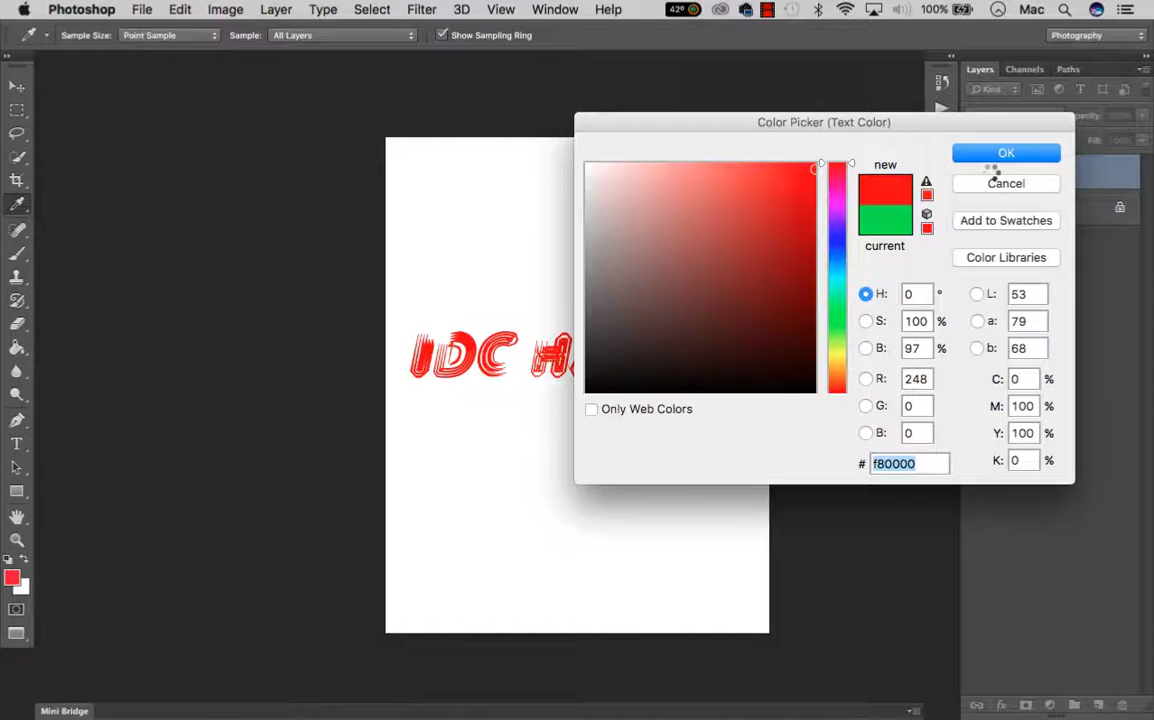 Photoshop File Edit Image Layer Type Select Filter 3D View Window Help 42° 100% Mac
Sample Size: Point Sample Sample: All Layers Show Sampling Ring Photography
Layers Channels Paths
Kind
Color Picker (Text Color)
OK
new
Cancel
Fill:
Add to Swatches
current
Color Libraries
H: 0 ° L: 53
S: 100 % a: 79
B: 97 % b: 68
R: 248 C: 0 %
G: 0 M: 100 %
B: 0 Y: 100 %
# f80000 K: 0 %
Only Web Colors
IDC
Mini Bridge